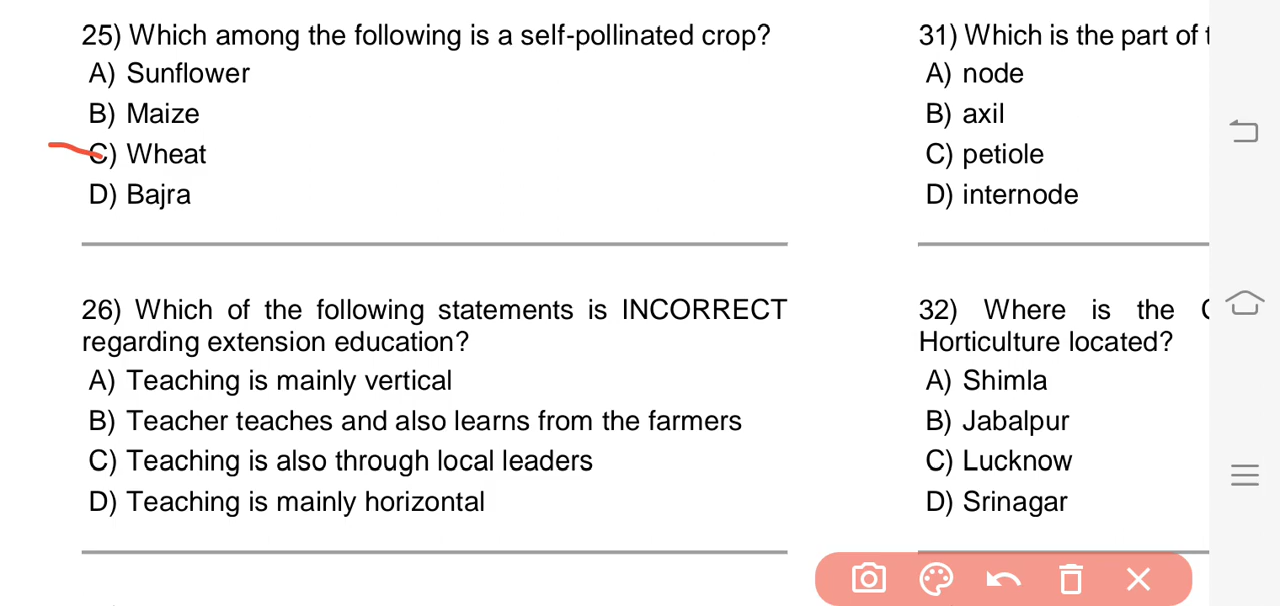 25) Which among the following is a self-pollinated crop?
A) Sunflower
B) Maize
C) Wheat
D) Bajra
26) Which of the following statements is INCORRECT
regarding extension education?
A) Teaching is mainly vertical
B) Teacher teaches and also learns from the farmers
C) Teaching is also through local leaders
D) Teaching is mainly horizontal
31) Which is the part of
A) node
B) axil
C) petiole
D) internode
32) Where is the
Horticulture located?
A) Shimla
B) Jabalpur
C) Lucknow
D) Srinagar